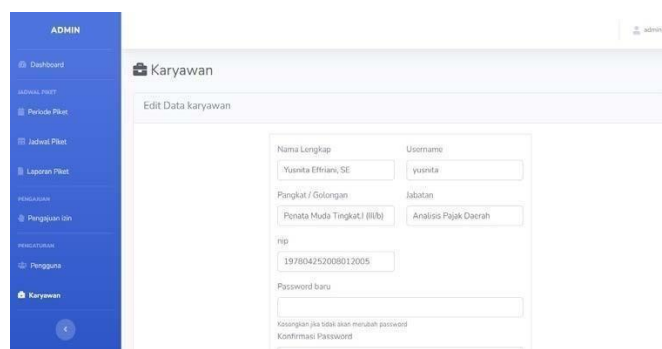 ADMIN
admin
Dashboard
JADWAL PIKET
Periode Piket
Jadwal Piket
Laporan Piket
PENGAJUAN
Pengajuan izin
PENGATURAN
Pengguna
Karyawan
Karyawan
Edit Data karyawan
Nama Lengkap Username
Yusnita Effriani, SE yusnita
Pangkat / Golongan Jabatan
Penata Muda Tingkat.I (III/b) Analisis Pajak Daerah
nip
197804252008012005
Password baru
Kasongkan jika tidak akan merubah password
Konfirmasi Password